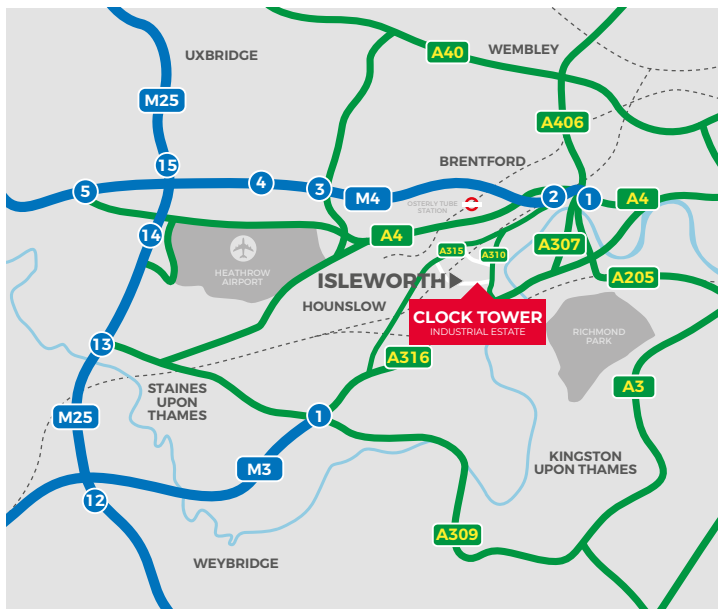 A40
WEMBLEY
UXBRIDGE
M25
A406
15
BRENTFORD
5
4
3
M4
2
1
A4
OSTERLY TUBE
STATION
14
A4
A315
A310
A307
HEATHROW
AIRPORT
ISLEWORTH
A205
HOUNSLOW
CLOCK TOWER
INDUSTRIAL ESTATE
RICHMOND
PARK
13
A316
STAINES
UPON
THAMES
A3
M25
1
KINGSTON
UPON THAMES
M3
12
A309
WEYBRIDGE